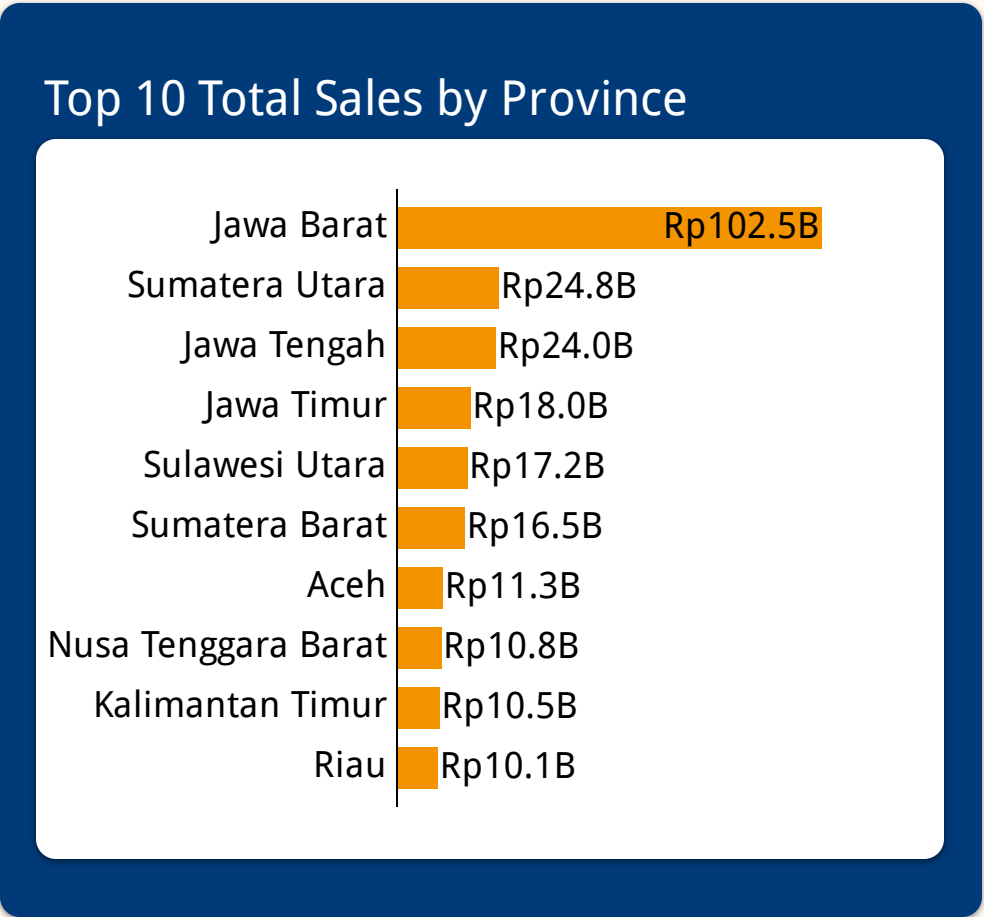 Top 10 Total Sales by Province
Jawa Barat Rp102.5B
Sumatera Utara Rp24.8B
Jawa Tengah Rp24.0B
Jawa Timur Rp18.0B
Sulawesi Utara Rp17.2B
Sumatera Barat Rp16.5B
Aceh Rp11.3B
Nusa Tenggara Barat Rp10.8B
Kalimantan Timur Rp10.5B
Riau Rp10.1B